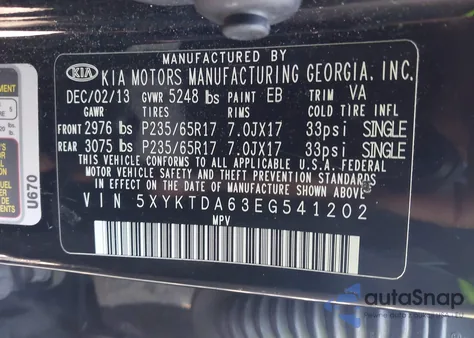 MANUFACTURED BY
KIA KIA MOTORS MANUFACTURING GEORGIA, INC.
DEC/02/13 GVWR 5248 lbs PAINT EB TRIM VA
GAWR TIRES RIMS COLD TIRE INFL
FRONT 2976 lbs P235/65R17 7.0JX17 33psi SINGLE
REAR 3075 lbs P235/65R17 7.0JX17 33psi SINGLE
THIS VEHICLE CONFORMS TO ALL APPLICABLE U.S.A. FEDERAL
MOTOR VEHICLE SAFETY AND THEFT PREVENTION STANDARDS
IN EFFECT ON THE DATE OF MANUFACTURE SHOWN ABOVE
VIN 5XYKTDA63EG541202
MPV
U670
autoSnap